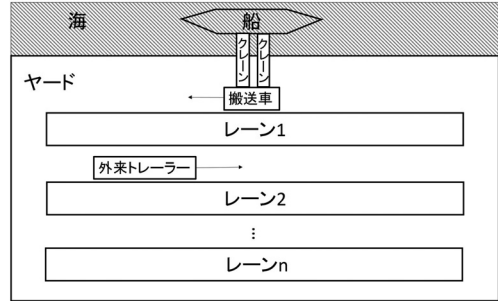 海
船
クレーン
クレーン
ヤード
搬送車
レーン1
外来トレーラー
レーン2
⋮
レーンn